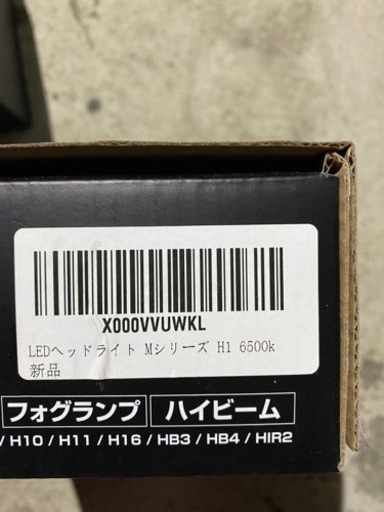 X000VVUWKL
LEDヘッドライト Mシリーズ H1 6500k
新品
フォグランプ ハイビーム
/ H10 / H11 / H16 / HB3 / HB4 / HIR2